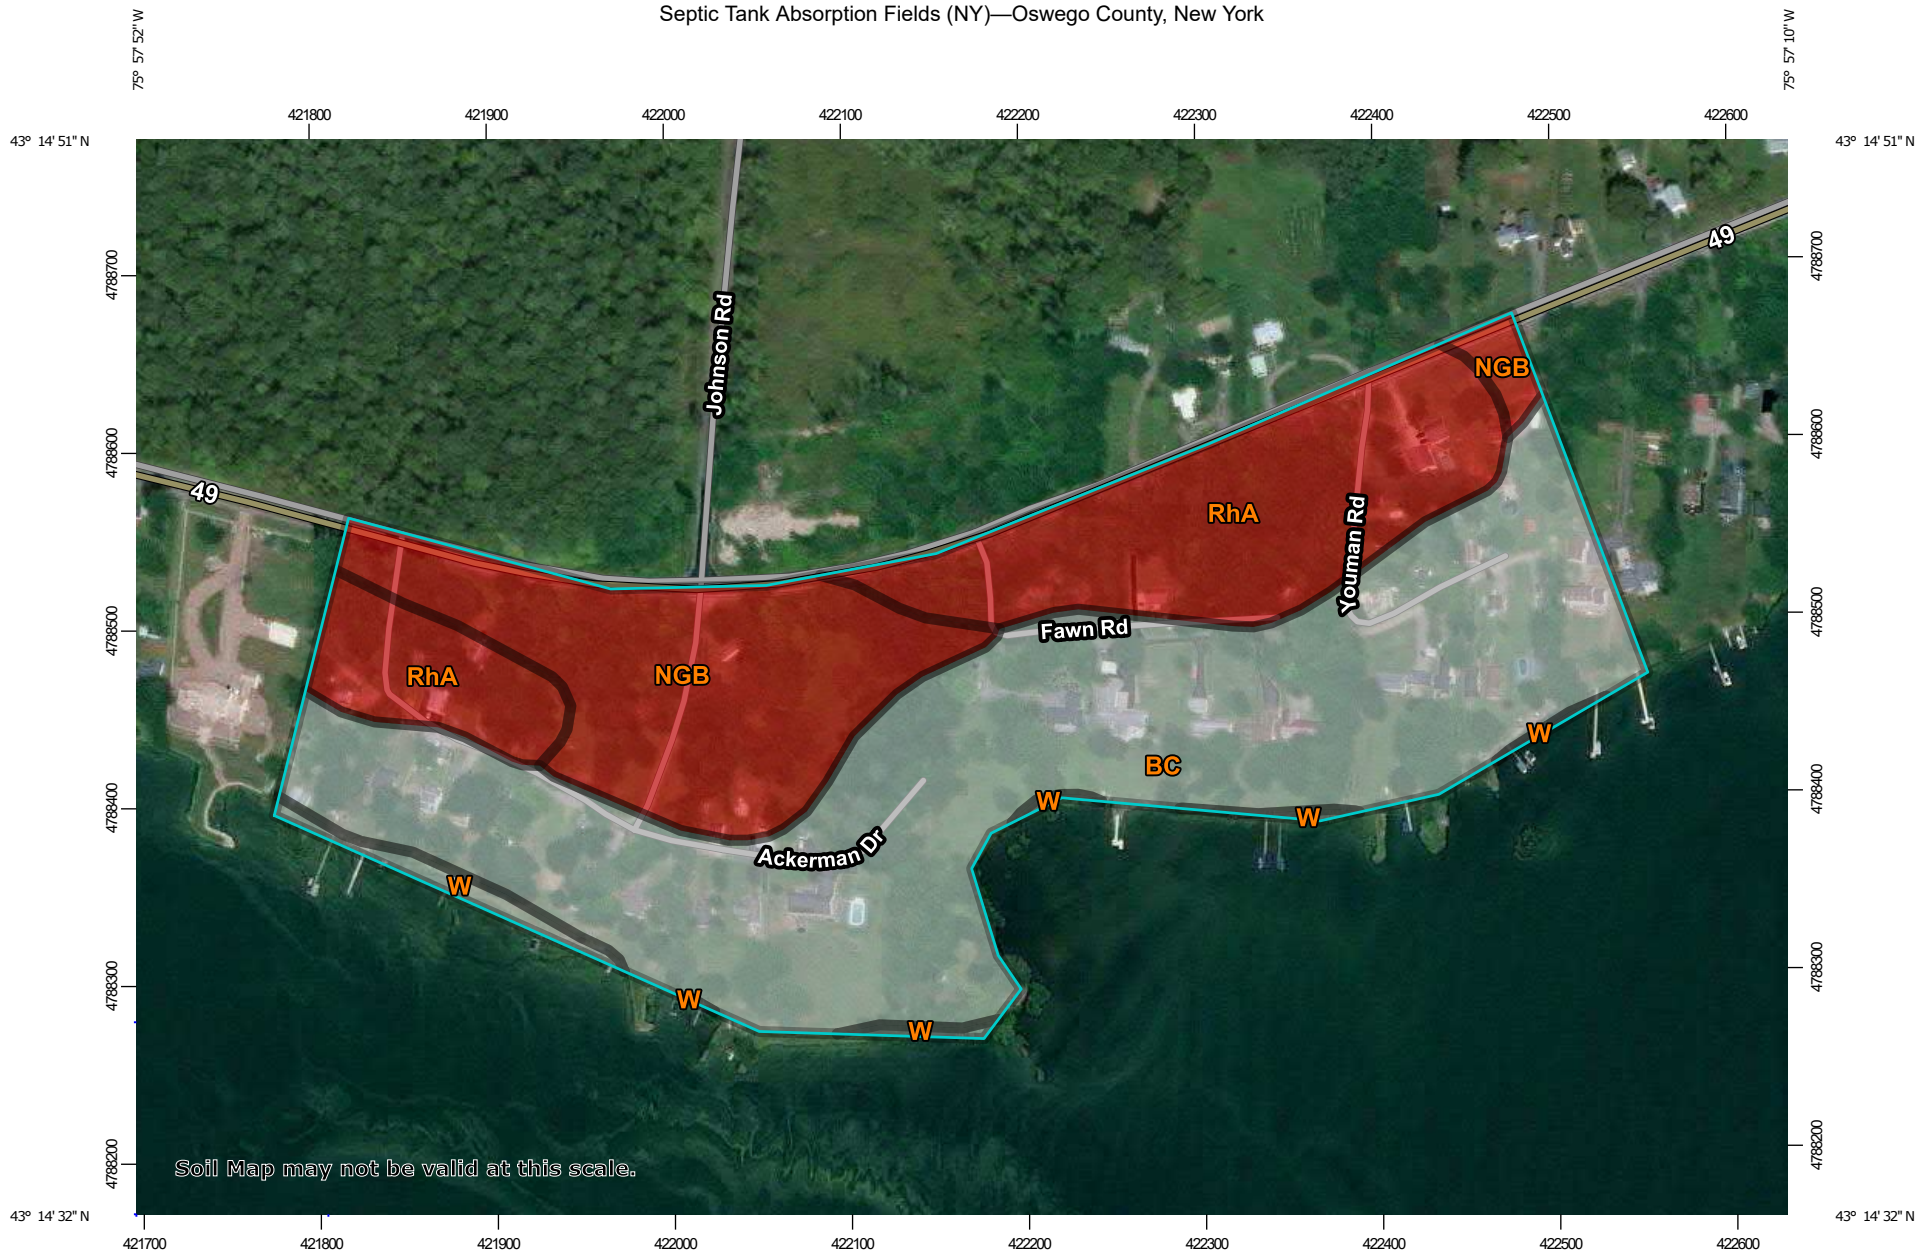 Septic Tank Absorption Fields (NY)—Oswego County, New York
75° 57' 52" W
75° 57' 10" W
421800 421900 422000 422100 422200 422300 422400 422500 422600
43° 14' 51" N
43° 14' 51" N
49
4788700
4788700
Johnson Rd
NGB
4788600
4788600
49
RhA
Youman Rd
4788500
4788500
Fawn Rd
RhA
NGB
W
BC
4788400
4788400
W
W
Ackerman Dr
W
4788300
4788300
W
W
4788200
4788200
Soil Map may not be valid at this scale.
43° 14' 32" N
43° 14' 32" N
421700 421800 421900 422000 422100 422200 422300 422400 422500 422600